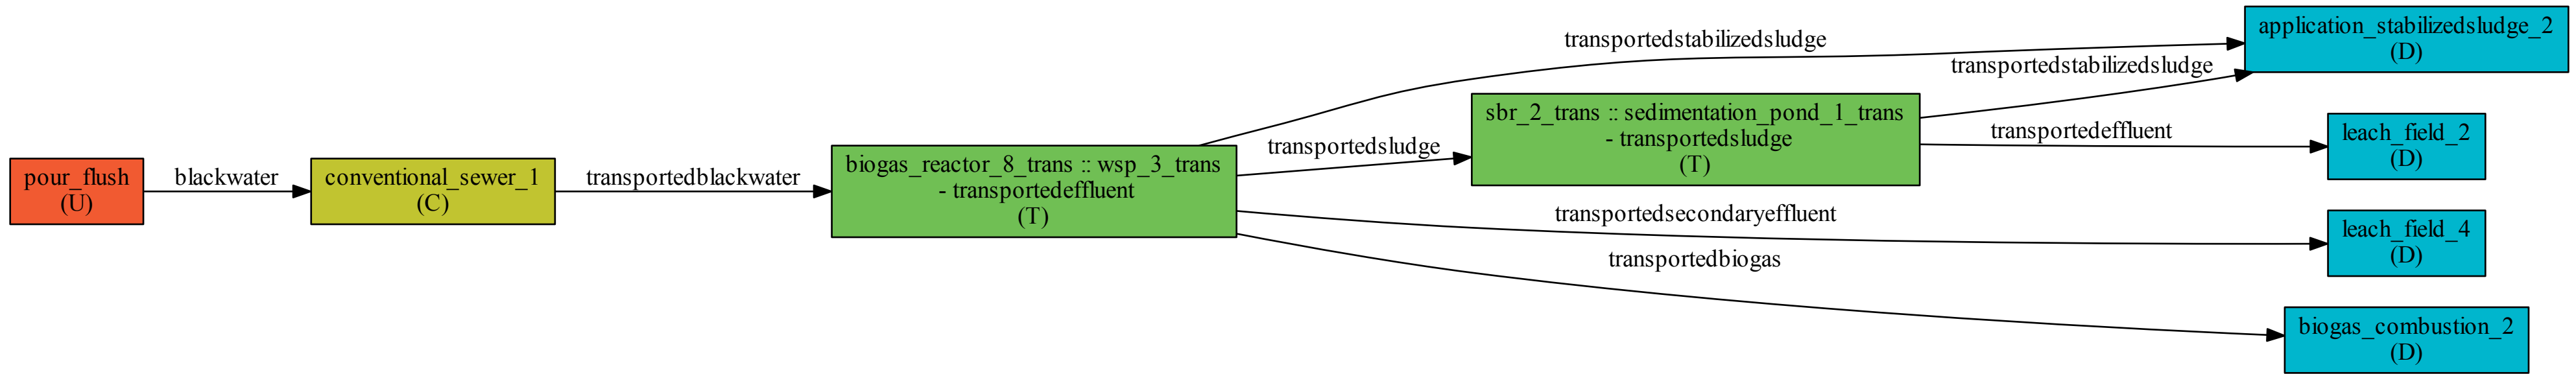 pour_flush
(U)
blackwater
conventional_sewer_1
(C)
transportedblackwater
biogas_reactor_8_trans :: wsp_3_trans
- transportedeffluent
(T)
transportedstabilizedsludge
transportedsludge
transportedsecondaryeffluent
transportedbiogas
sbr_2_trans :: sedimentation_pond_1_trans
- transportedsludge
(T)
transportedstabilizedsludge
transportedeffluent
application_stabilizedsludge_2
(D)
leach_field_2
(D)
leach_field_4
(D)
biogas_combustion_2
(D)